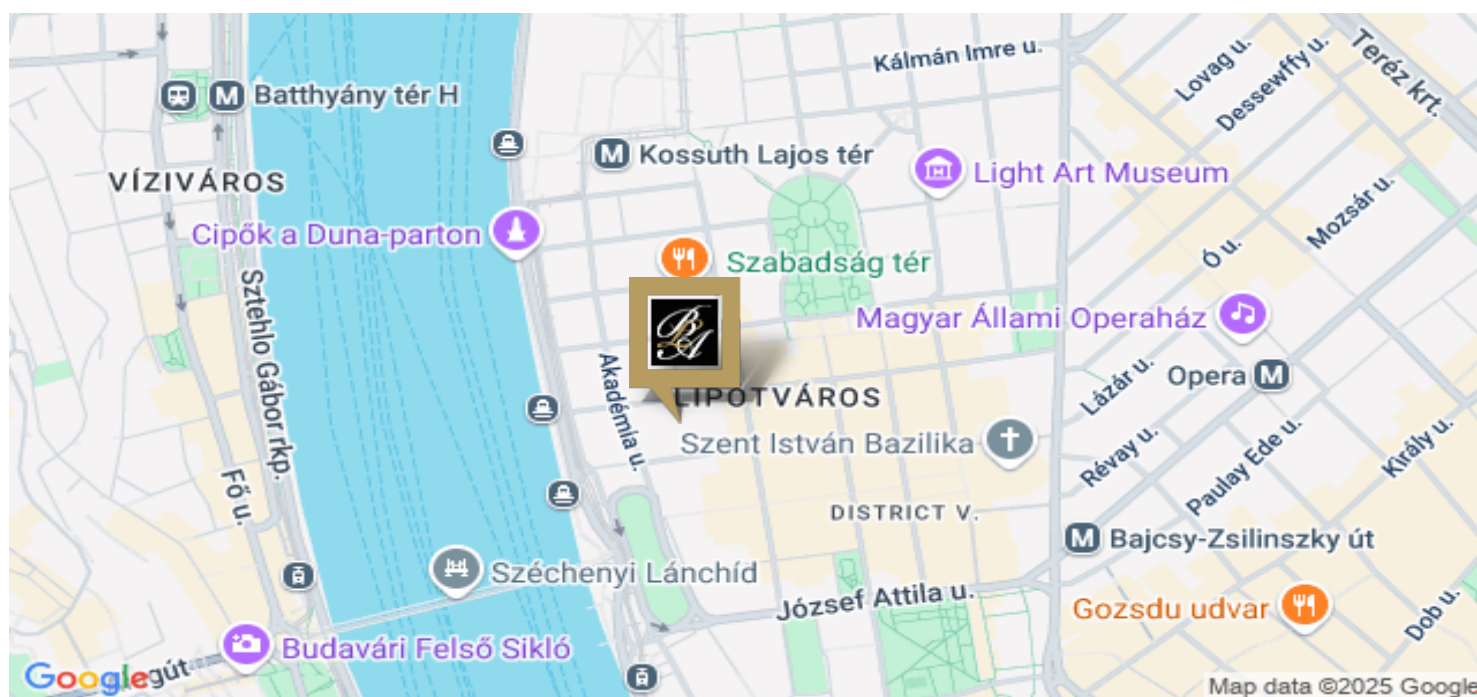 Kálmán Imre u.
Lovag u.
Dessewffy u.
Teréz krt.
M Batthyány tér H
M Kossuth Lajos tér
Light Art Museum
VÍZIVÁROS
Mozsár u.
Cipők a Duna-parton
Szabadság tér
Ó u.
Sztehlo Gábor rkp.
BLA
Magyar Állami Operaház
Akadémia u.
Opera M
Lázár u.
LIPÓTVÁROS
Szent István Bazilika
Révay u.
Paulay Ede u.
Király u.
Fő u.
DISTRICT V.
M Bajcsy-Zsilinszky út
Széchenyi Lánchíd
József Attila u.
Gozsdu udvar
Dob u.
Budavári Felső Sikló
Google
gút
Map data ©2025 Google